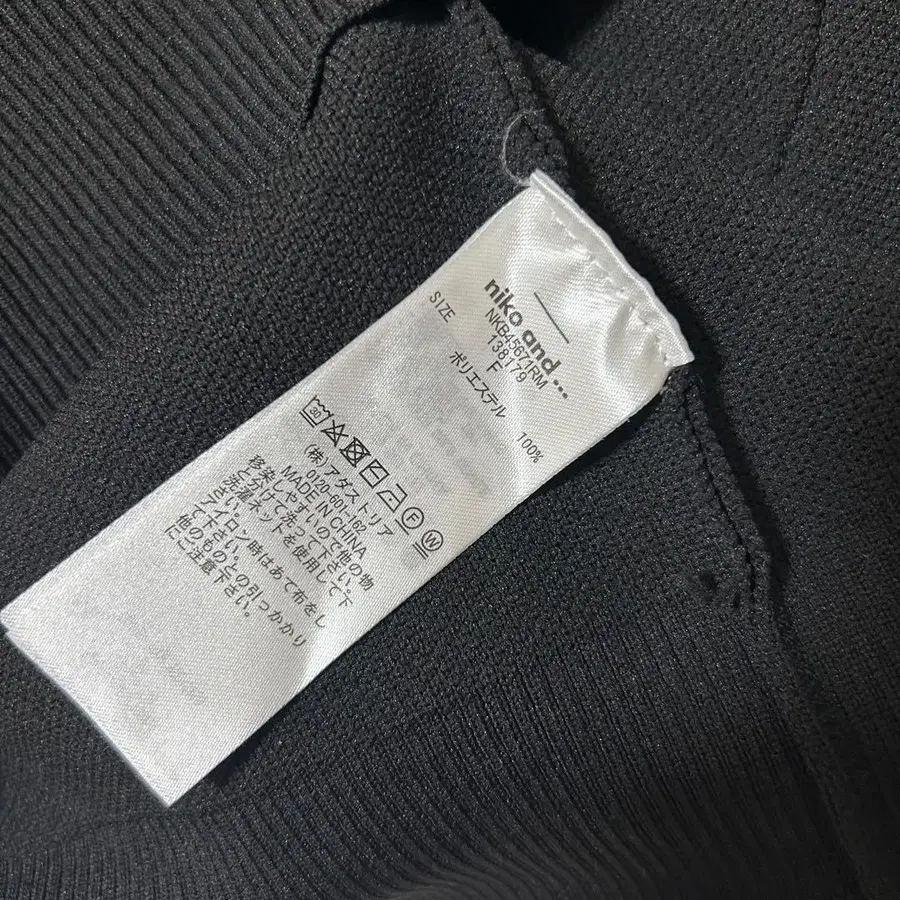 niko and ...
NKB45671RM
138179
SIZE F
ポリエステル 100%
30
F W
(株)アダストリア
0120-601-162
MADE IN CHINA
移染しやすいので他の物
と分けて洗って下さい。
洗濯ネットを使用して下
さい。
アイロン時はあて布をし
て下さい。
他のものとの引っかかり
にご注意下さい。